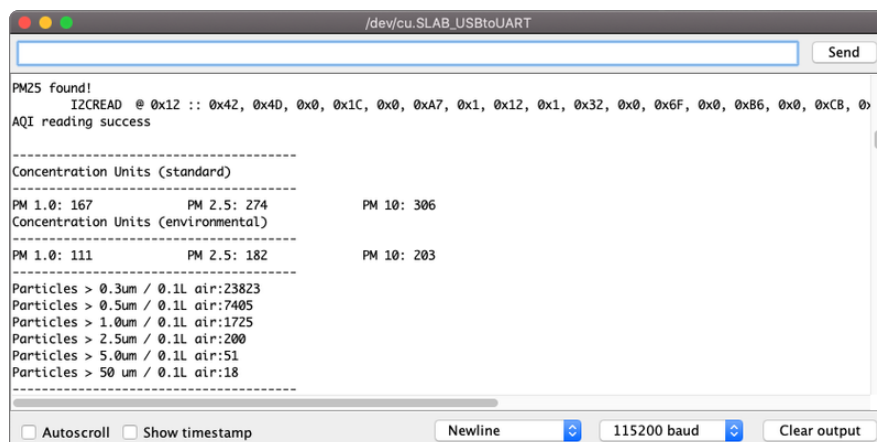 /dev/cu.SLAB_USBtoUART
Send
PM25 found!
I2CREAD @ 0x12 :: 0x42, 0x4D, 0x0, 0x1C, 0x0, 0xA7, 0x1, 0x12, 0x1, 0x32, 0x0, 0x6F, 0x0, 0xB6, 0x0, 0xCB, 0x
AQI reading success
---------------------------------------
Concentration Units (standard)
---------------------------------------
PM 1.0: 167 PM 2.5: 274 PM 10: 306
Concentration Units (environmental)
---------------------------------------
PM 1.0: 111 PM 2.5: 182 PM 10: 203
---------------------------------------
Particles > 0.3um / 0.1L air:23823
Particles > 0.5um / 0.1L air:7405
Particles > 1.0um / 0.1L air:1725
Particles > 2.5um / 0.1L air:200
Particles > 5.0um / 0.1L air:51
Particles > 50 um / 0.1L air:18
---------------------------------------
Autoscroll Show timestamp Newline 115200 baud Clear output